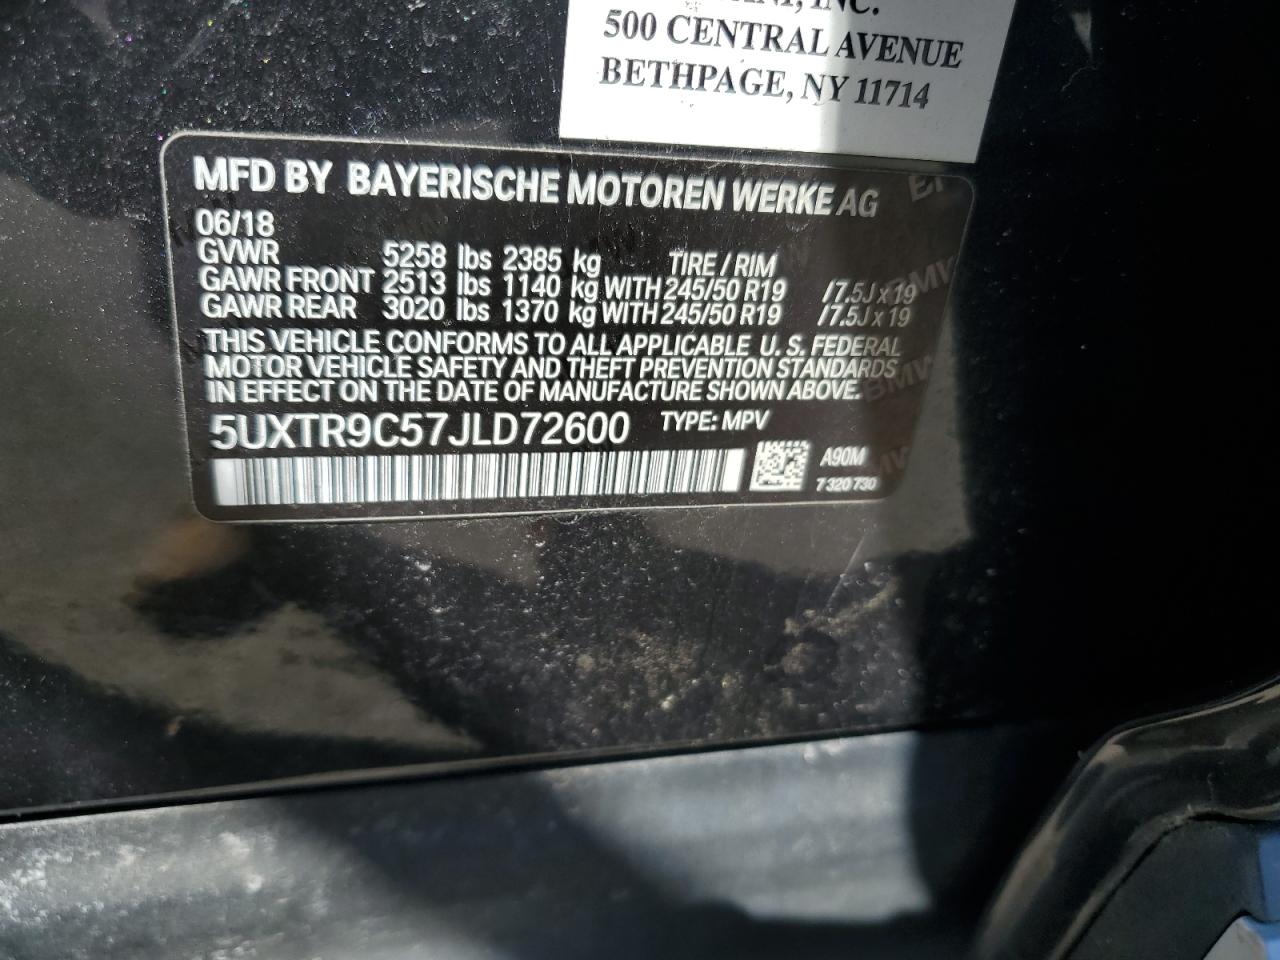 INC.
500 CENTRAL AVENUE
BETHPAGE, NY 11714
MFD BY BAYERISCHE MOTOREN WERKE AG
06/18
GVWR 5258 lbs 2385 kg TIRE / RIM
GAWR FRONT 2513 lbs 1140 kg WITH 245/50 R19 /7.5J x 19
GAWR REAR 3020 lbs 1370 kg WITH 245/50 R19 /7.5J x 19
THIS VEHICLE CONFORMS TO ALL APPLICABLE U. S. FEDERAL
MOTOR VEHICLE SAFETY AND THEFT PREVENTION STANDARDS
IN EFFECT ON THE DATE OF MANUFACTURE SHOWN ABOVE.
5UXTR9C57JLD72600 TYPE: MPV
A90M
7 320 730